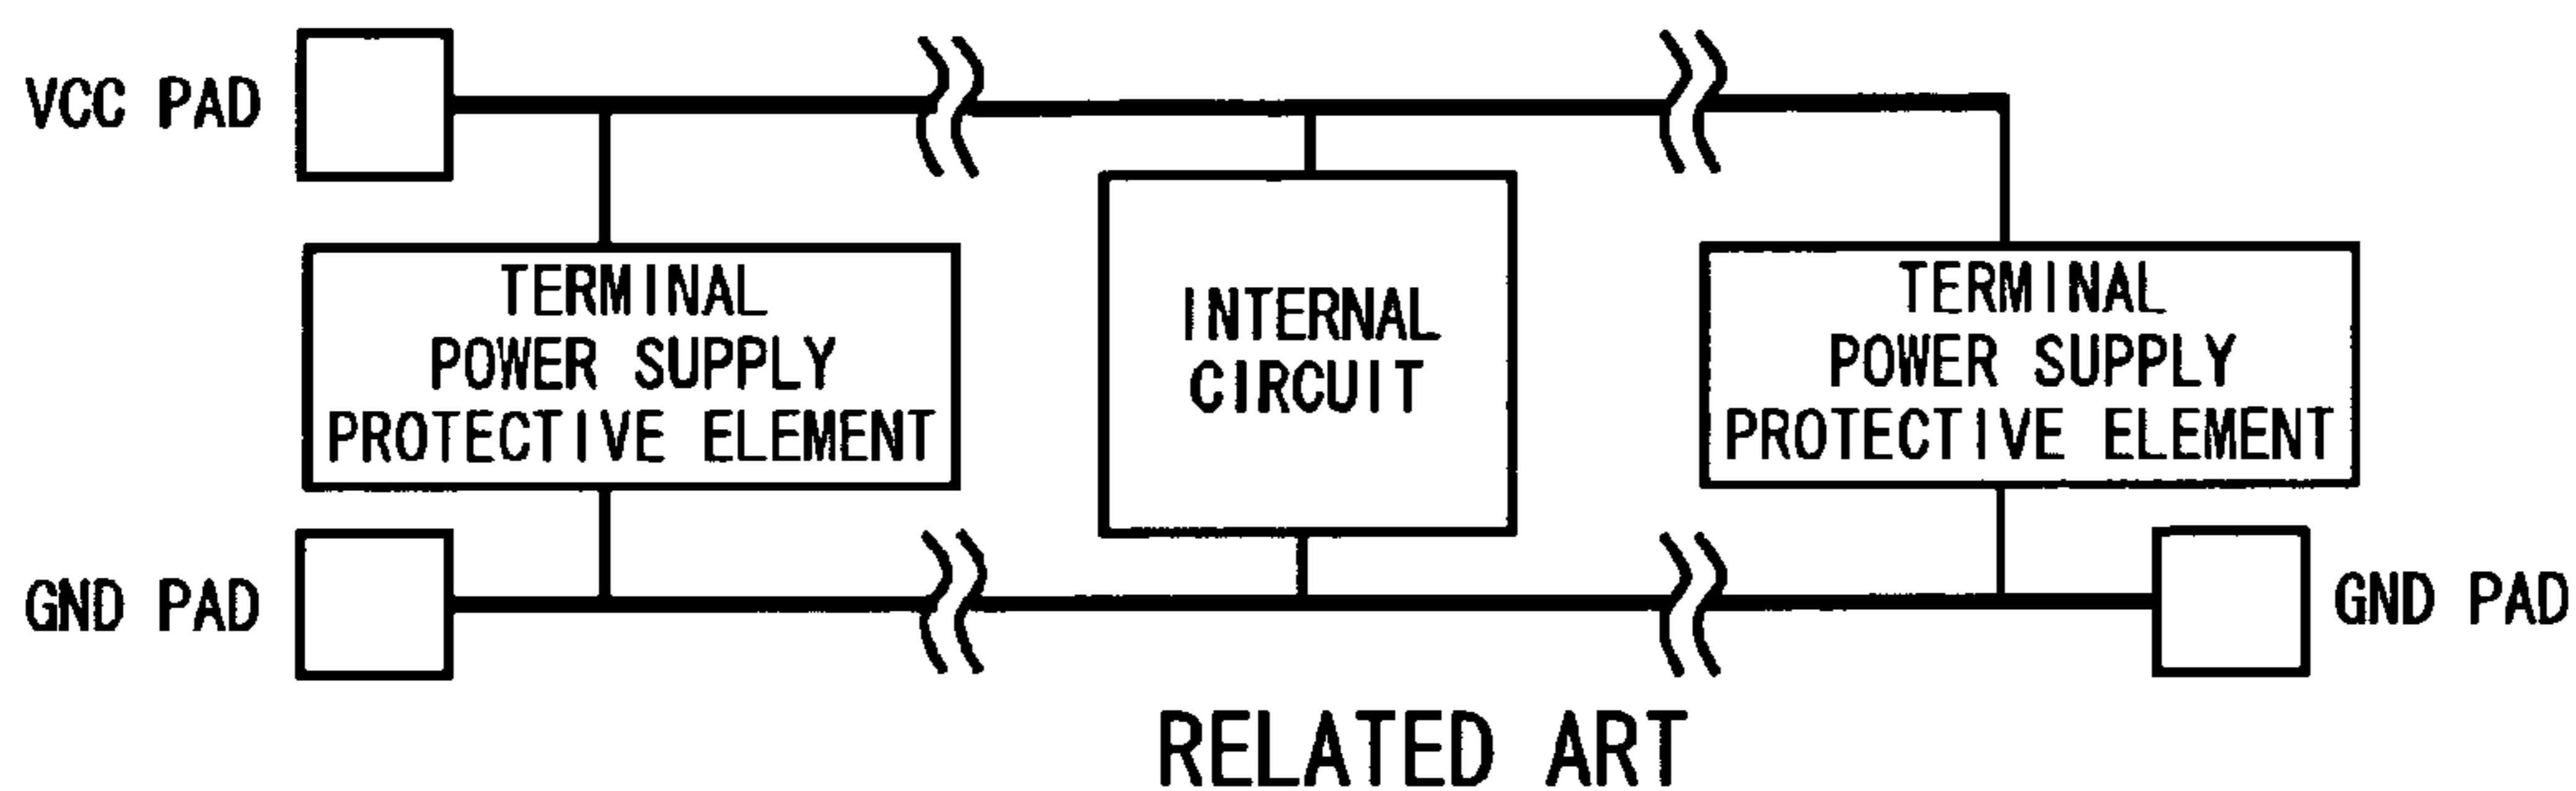 VCC PAD
TERMINAL
POWER SUPPLY
PROTECTIVE ELEMENT
INTERNAL
CIRCUIT
TERMINAL
POWER SUPPLY
PROTECTIVE ELEMENT
GND PAD
GND PAD
RELATED ART